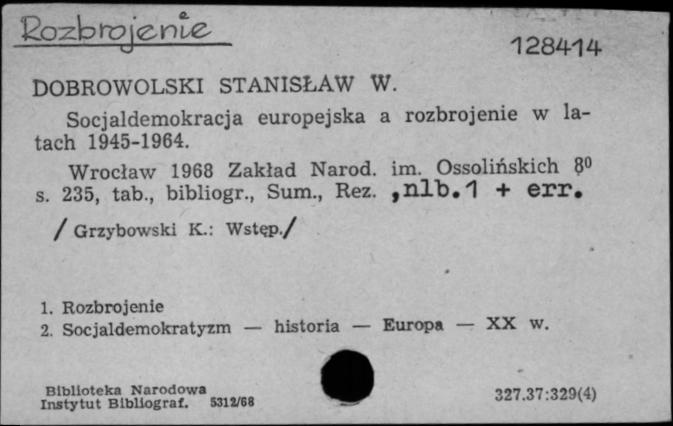 Rozbrojenie
128414
DOBROWOLSKI STANISŁAW W.
Socjaldemokracja europejska a rozbrojenie w la-
tach 1945-1964.
Wrocław 1968 Zakład Narod. im. Ossolińskich 8⁰
s. 235, tab., bibliogr., Sum., Rez. ,nlb.1 + err.
/ Grzybowski K.: Wstęp./
1. Rozbrojenie
2. Socjaldemokratyzm — historia — Europa — XX w.
Biblioteka Narodowa
Instytut Bibliograf. 5312/68
327.37:329(4)